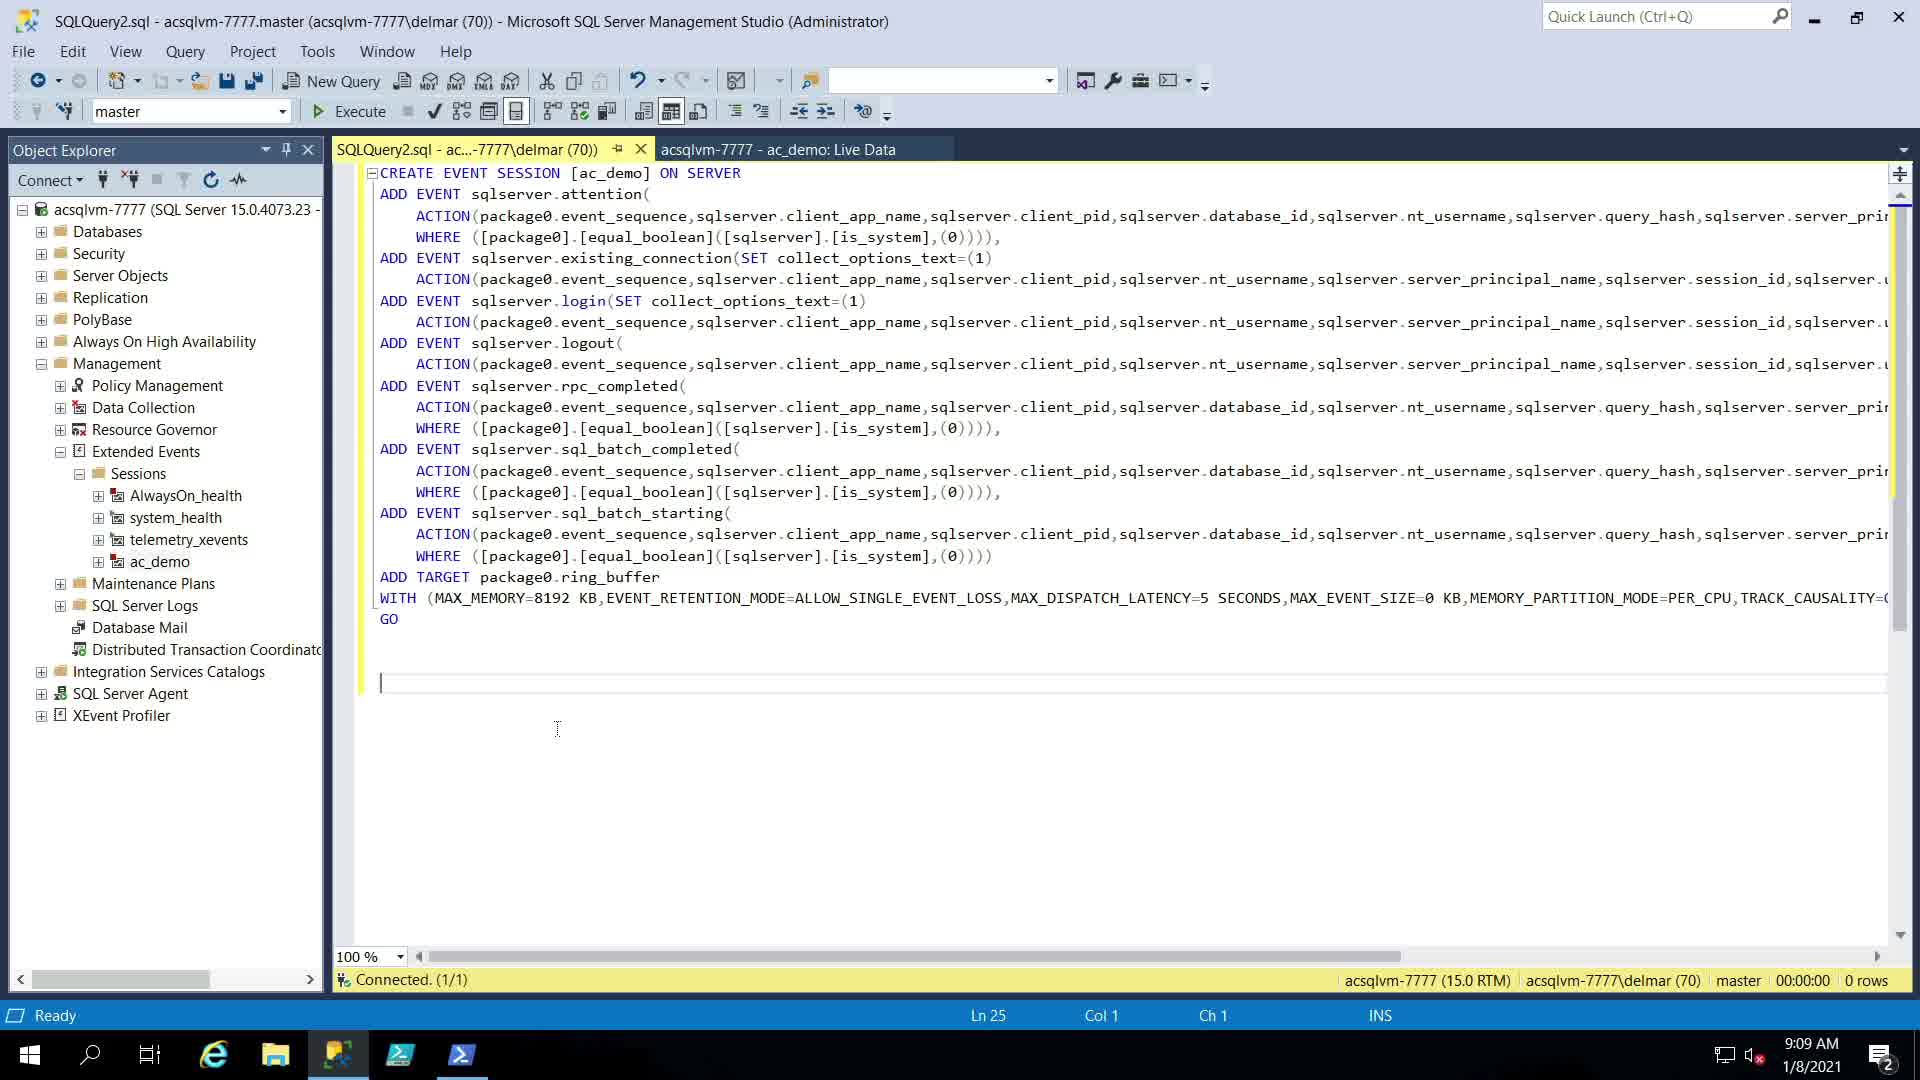 SQLQuery2.sql - acsqlvm-7777.master (acsqlvm-7777\delmar (70)) - Microsoft SQL Server Management Studio (Administrator)
Quick Launch (Ctrl+Q)
File Edit View Query Project Tools Window Help
New Query
MDX DMX XMLA DAX
master
Execute
Object Explorer
Connect
acsqlvm-7777 (SQL Server 15.0.4073.23 -
Databases
Security
Server Objects
Replication
PolyBase
Always On High Availability
Management
Policy Management
Data Collection
Resource Governor
Extended Events
Sessions
AlwaysOn_health
system_health
telemetry_xevents
ac_demo
Maintenance Plans
SQL Server Logs
Database Mail
Distributed Transaction Coordinato
Integration Services Catalogs
SQL Server Agent
XEvent Profiler
SQLQuery2.sql - ac...-7777\delmar (70))
acsqlvm-7777 - ac_demo: Live Data
CREATE EVENT SESSION [ac_demo] ON SERVER
ADD EVENT sqlserver.attention(
ACTION(package0.event_sequence,sqlserver.client_app_name,sqlserver.client_pid,sqlserver.database_id,sqlserver.nt_username,sqlserver.query_hash,sqlserver.server_prin
WHERE ([package0].[equal_boolean]([sqlserver].[is_system],(0)))),
ADD EVENT sqlserver.existing_connection(SET collect_options_text=(1)
ACTION(package0.event_sequence,sqlserver.client_app_name,sqlserver.client_pid,sqlserver.nt_username,sqlserver.server_principal_name,sqlserver.session_id,sqlserver.u
ADD EVENT sqlserver.login(SET collect_options_text=(1)
ACTION(package0.event_sequence,sqlserver.client_app_name,sqlserver.client_pid,sqlserver.nt_username,sqlserver.server_principal_name,sqlserver.session_id,sqlserver.u
ADD EVENT sqlserver.logout(
ACTION(package0.event_sequence,sqlserver.client_app_name,sqlserver.client_pid,sqlserver.nt_username,sqlserver.server_principal_name,sqlserver.session_id,sqlserver.u
ADD EVENT sqlserver.rpc_completed(
ACTION(package0.event_sequence,sqlserver.client_app_name,sqlserver.client_pid,sqlserver.database_id,sqlserver.nt_username,sqlserver.query_hash,sqlserver.server_prin
WHERE ([package0].[equal_boolean]([sqlserver].[is_system],(0)))),
ADD EVENT sqlserver.sql_batch_completed(
ACTION(package0.event_sequence,sqlserver.client_app_name,sqlserver.client_pid,sqlserver.database_id,sqlserver.nt_username,sqlserver.query_hash,sqlserver.server_prin
WHERE ([package0].[equal_boolean]([sqlserver].[is_system],(0)))),
ADD EVENT sqlserver.sql_batch_starting(
ACTION(package0.event_sequence,sqlserver.client_app_name,sqlserver.client_pid,sqlserver.database_id,sqlserver.nt_username,sqlserver.query_hash,sqlserver.server_prin
WHERE ([package0].[equal_boolean]([sqlserver].[is_system],(0))))
ADD TARGET package0.ring_buffer
WITH (MAX_MEMORY=8192 KB,EVENT_RETENTION_MODE=ALLOW_SINGLE_EVENT_LOSS,MAX_DISPATCH_LATENCY=5 SECONDS,MAX_EVENT_SIZE=0 KB,MEMORY_PARTITION_MODE=PER_CPU,TRACK_CAUSALITY=O
GO
100 %
Connected. (1/1)
acsqlvm-7777 (15.0 RTM) acsqlvm-7777\delmar (70) master 00:00:00 0 rows
Ready
Ln 25 Col 1 Ch 1 INS
9:09 AM
1/8/2021
2